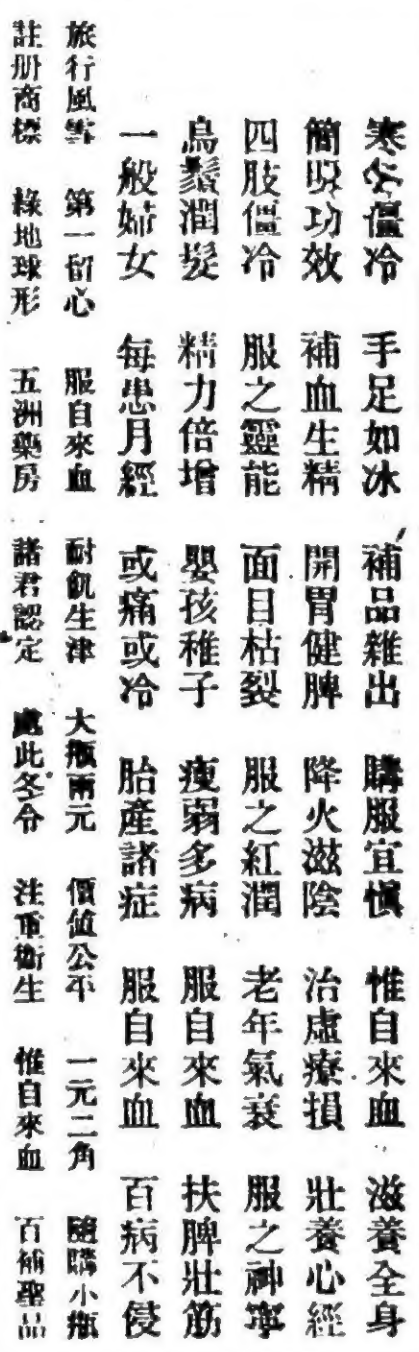 寒冬僵冷 手足如冰 補品雜出 購服宜慎 惟自來血 滋養全身
簡明功效 補血生精 開胃健脾 降火滋陰 治虛療損 壯養心經
四肢僵冷 服之靈能 面目枯裂 服之紅潤 老年氣衰 服之神寧
烏鬚潤髮 精力倍增 嬰孩稚子 瘦弱多病 服自來血 扶脾壯筋
一般婦女 每患月經 或痛或冷 胎產諸症 服自來血 百病不侵
旅行風雪 第一留心 服自來血 耐飢生津 大瓶兩元 價值公平 一元二角 隨購小瓶
註册商標 綠地球形 五洲藥房 諸君認定 處此冬令 注重衛生 惟自來血 百補聖品